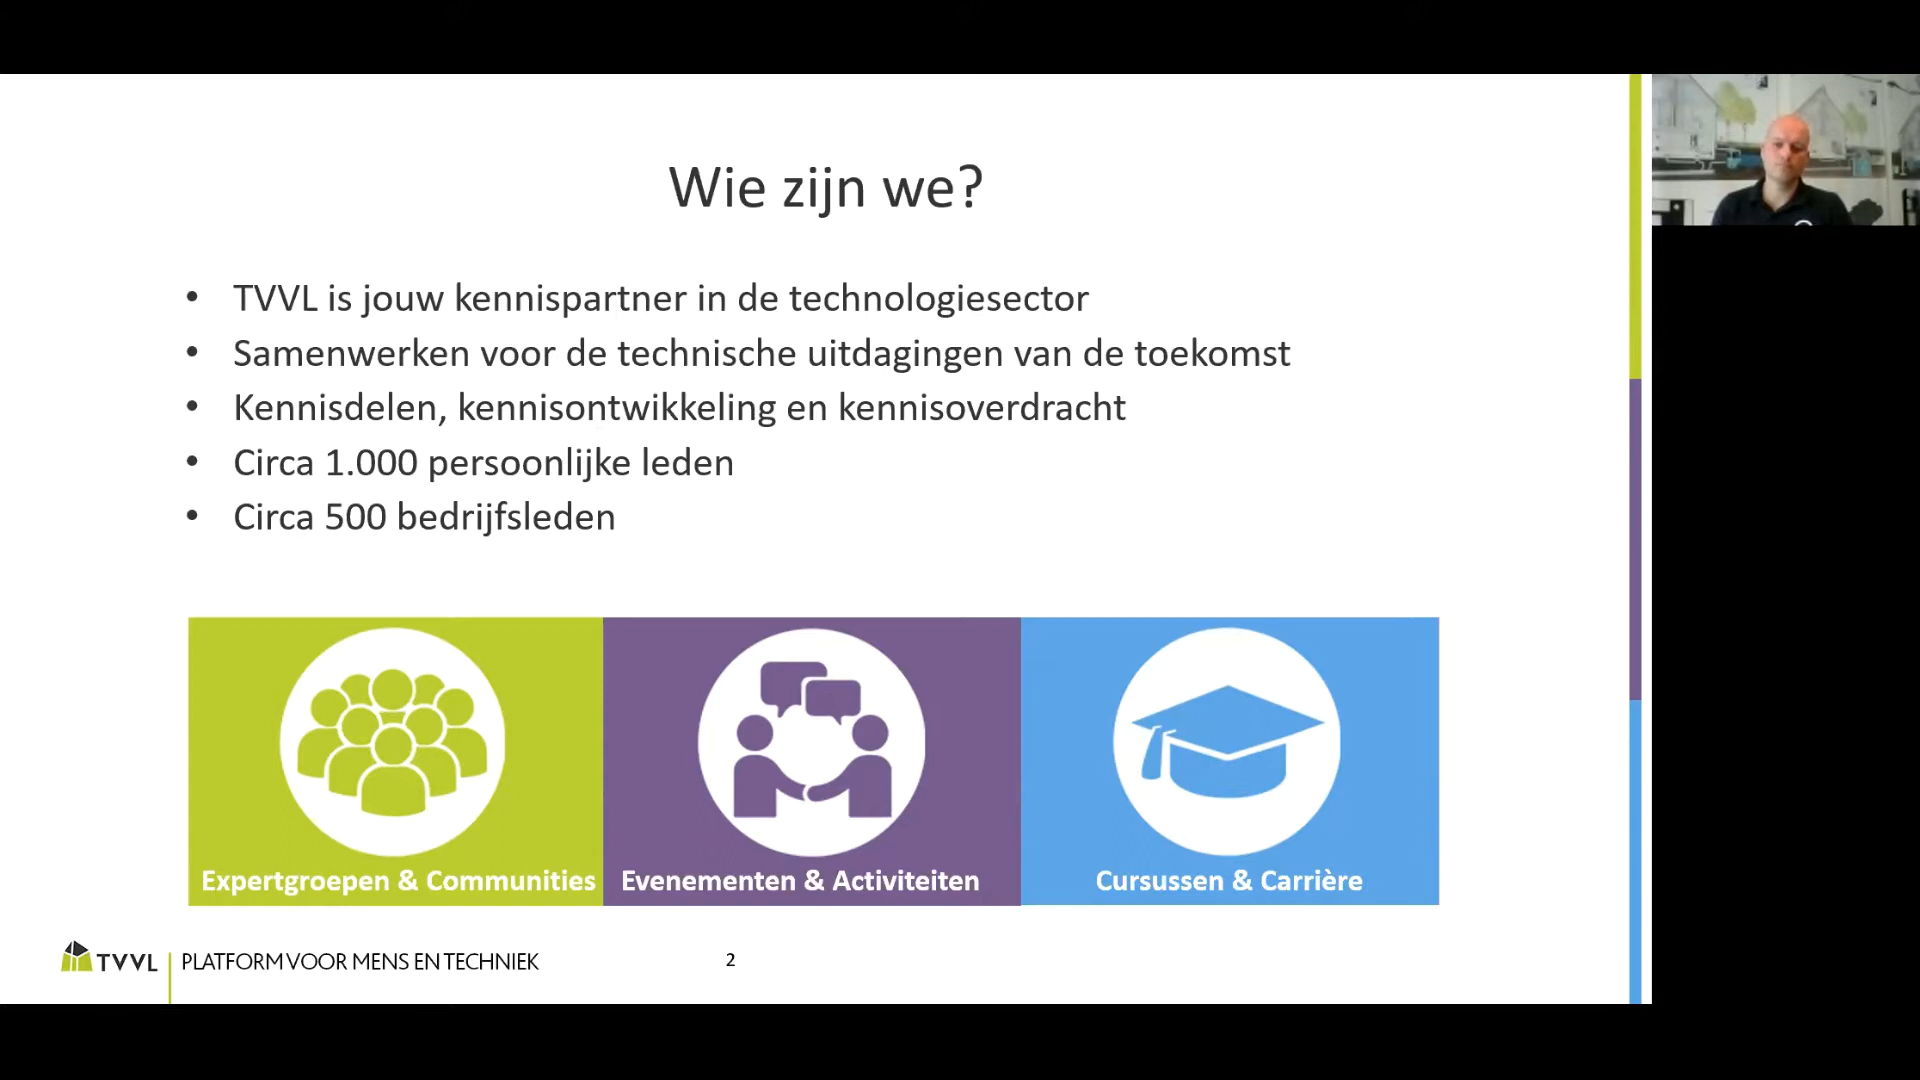 Wie zijn we?
• TVVL is jouw kennispartner in de technologiesector
• Samenwerken voor de technische uitdagingen van de toekomst
• Kennisdelen, kennisontwikkeling en kennisoverdracht
• Circa 1.000 persoonlijke leden
• Circa 500 bedrijfsleden
Expertgroepen & Communities
Evenementen & Activiteiten
Cursussen & Carrière
TVVL
PLATFORM VOOR MENS EN TECHNIEK
2